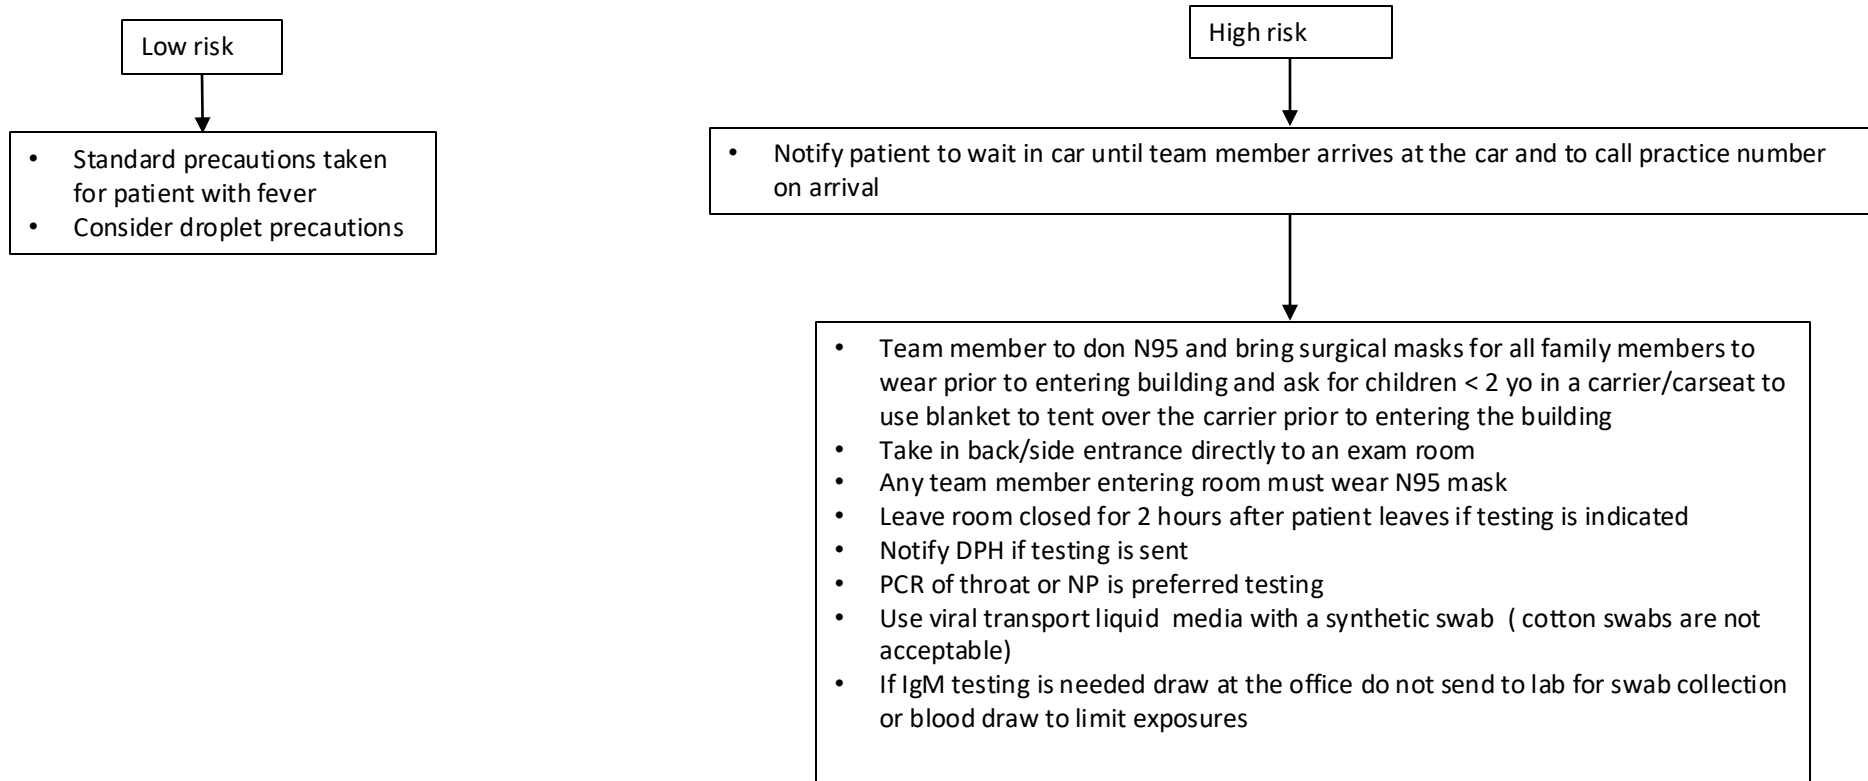 Low risk
• Standard precautions taken
for patient with fever
• Consider droplet precautions
High risk
• Notify patient to wait in car until team member arrives at the car and to call practice number
on arrival
• Team member to don N95 and bring surgical masks for all family members to
wear prior to entering building and ask for children < 2 yo in a carrier/carseat to
use blanket to tent over the carrier prior to entering the building
• Take in back/side entrance directly to an exam room
• Any team member entering room must wear N95 mask
• Leave room closed for 2 hours after patient leaves if testing is indicated
• Notify DPH if testing is sent
• PCR of throat or NP is preferred testing
• Use viral transport liquid  media with a synthetic swab  ( cotton swabs are not
acceptable)
• If IgM testing is needed draw at the office do not send to lab for swab collection
or blood draw to limit exposures